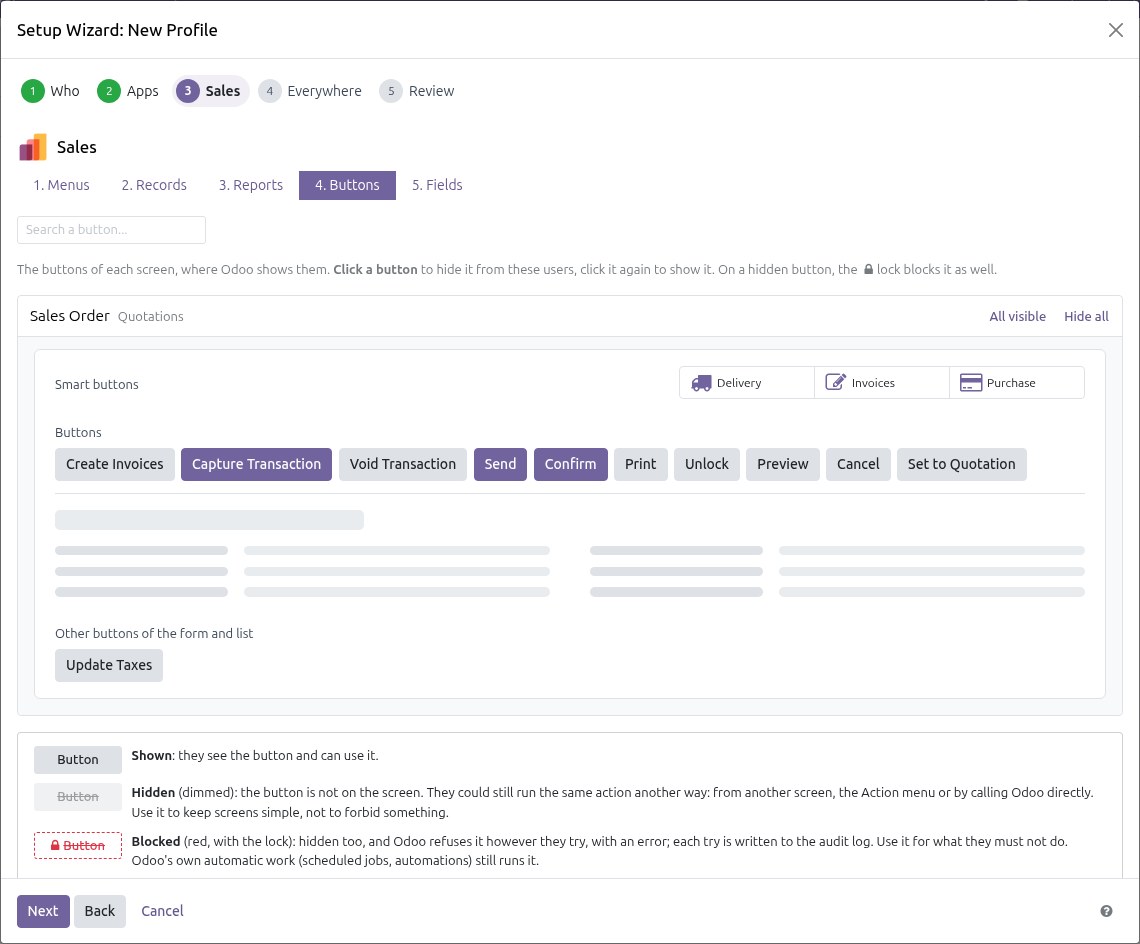 Setup Wizard: New Profile
1 Who 2 Apps 3 Sales 4 Everywhere 5 Review
Sales
1. Menus 2. Records 3. Reports 4. Buttons 5. Fields
Search a button...
The buttons of each screen, where Odoo shows them. Click a button to hide it from these users, click it again to show it. On a hidden button, the lock blocks it as well.
Sales Order Quotations All visible Hide all
Smart buttons Delivery Invoices Purchase
Buttons
Create Invoices Capture Transaction Void Transaction Send Confirm Print Unlock Preview Cancel Set to Quotation
Other buttons of the form and list
Update Taxes
Button Shown: they see the button and can use it.
Button Hidden (dimmed): the button is not on the screen. They could still run the same action another way: from another screen, the Action menu or by calling Odoo directly.
Use it to keep screens simple, not to forbid something.
Button Blocked (red, with the lock): hidden too, and Odoo refuses it however they try, with an error; each try is written to the audit log. Use it for what they must not do.
Odoo's own automatic work (scheduled jobs, automations) still runs it.
Next Back Cancel ?